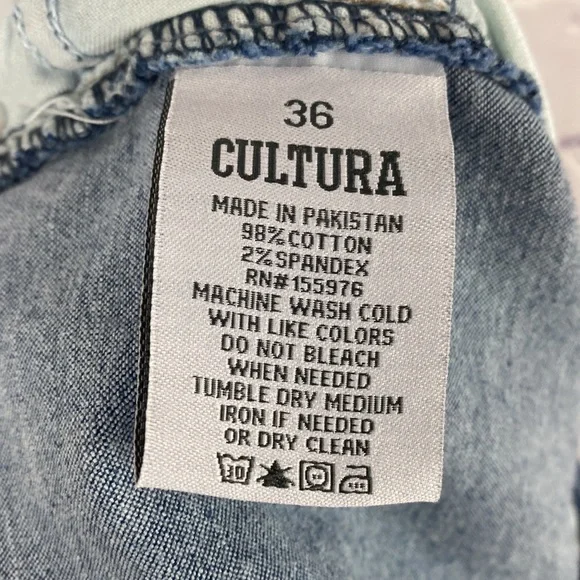 36
CULTURA
MADE IN PAKISTAN
98% COTTON
2% SPANDEX
RN# 155976
MACHINE WASH COLD
WITH LIKE COLORS
DO NOT BLEACH
WHEN NEEDED
TUMBLE DRY MEDIUM
IRON IF NEEDED
OR DRY CLEAN
30